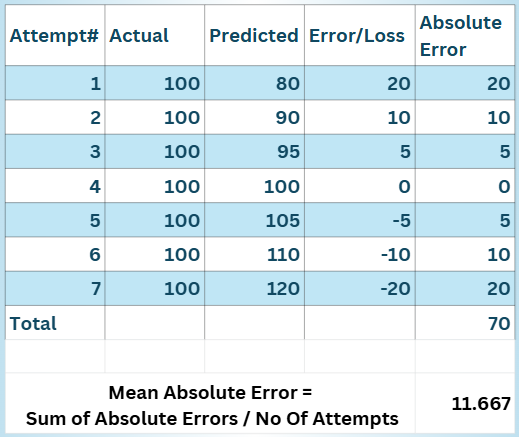 Attempt# Actual Predicted Error/Loss Absolute Error
1 100 80 20 20
2 100 90 10 10
3 100 95 5 5
4 100 100 0 0
5 100 105 -5 5
6 100 110 -10 10
7 100 120 -20 20
Total 70
Mean Absolute Error =
Sum of Absolute Errors / No Of Attempts
11.667